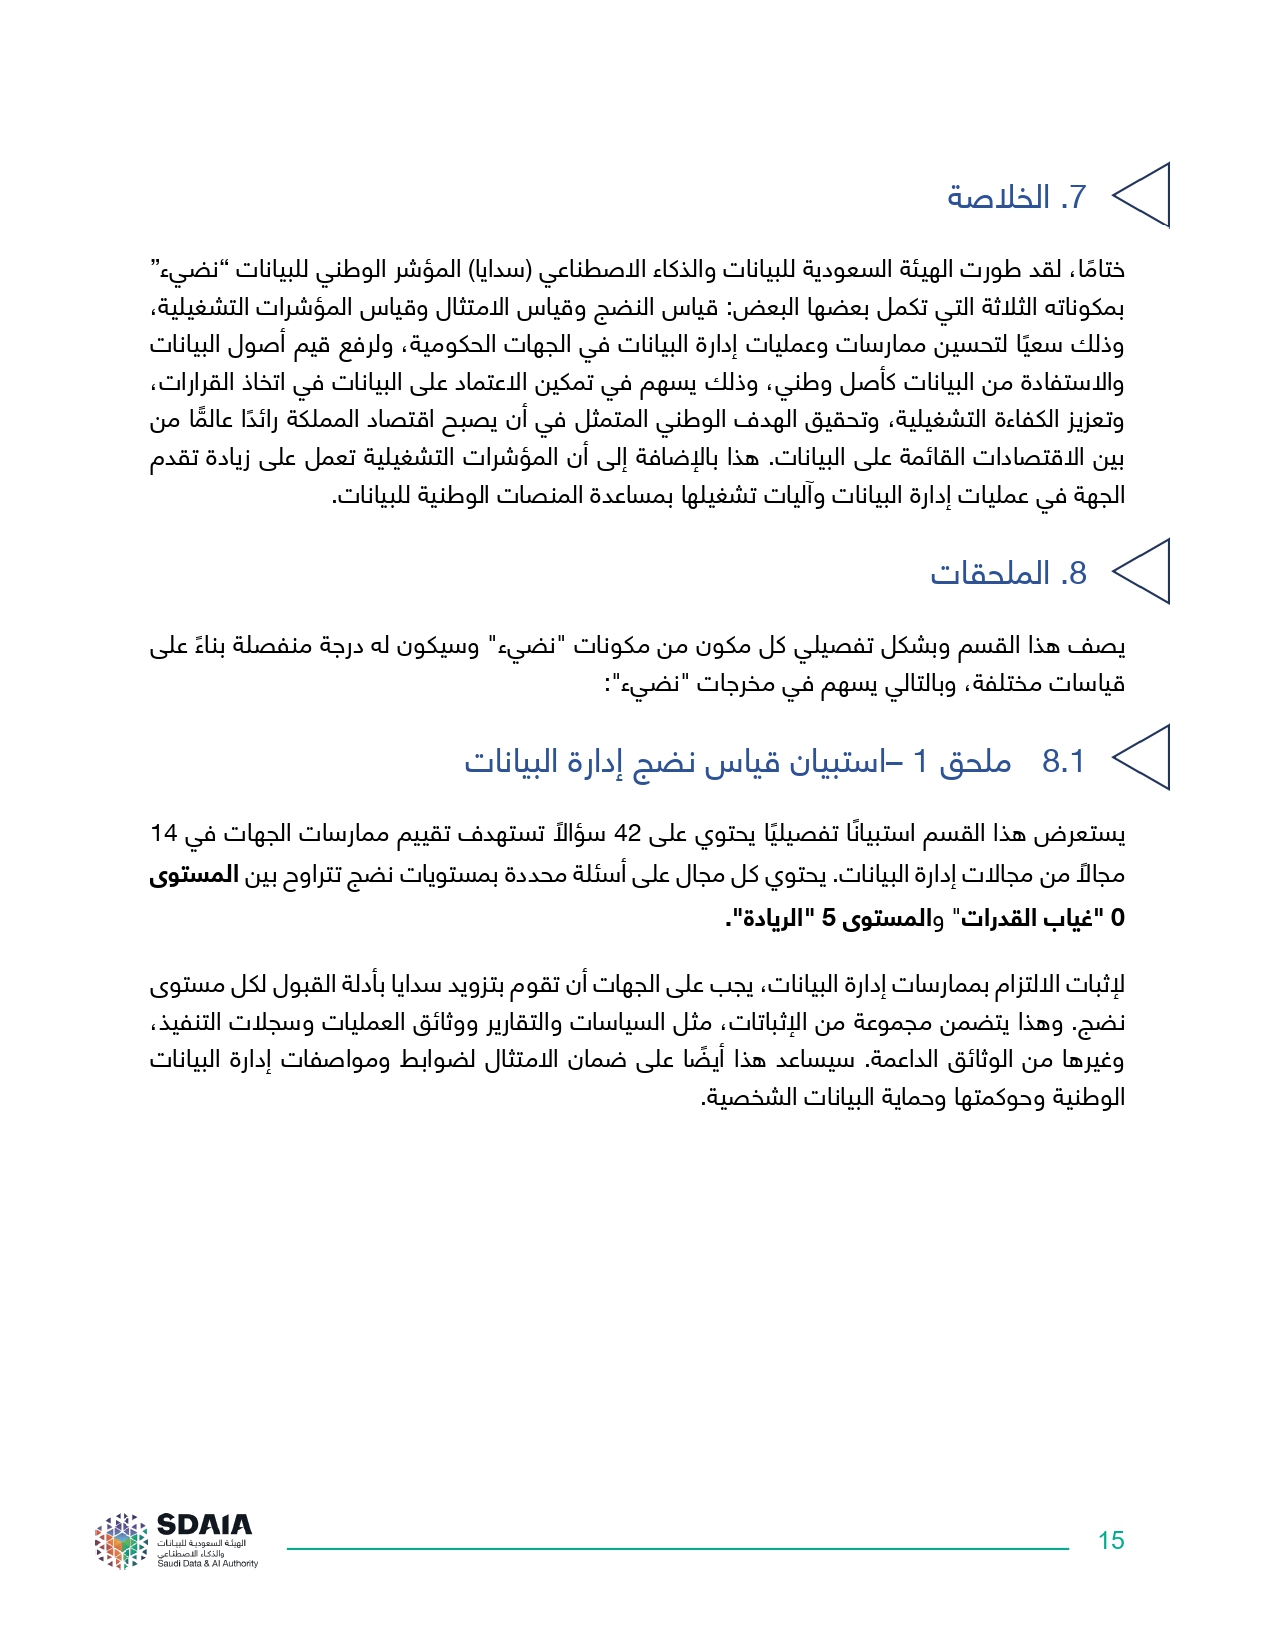 7. الخلاصة
ختامًا، لقد طورت الهيئة السعودية للبيانات والذكاء الاصطناعي (سدايا) المؤشر الوطني للبيانات “نضيء”
بمكوناته الثلاثة التي تكمل بعضها البعض: قياس النضج وقياس الامتثال وقياس المؤشرات التشغيلية،
وذلك سعيًا لتحسين ممارسات وعمليات إدارة البيانات في الجهات الحكومية، ولرفع قيم أصول البيانات
والاستفادة من البيانات كأصل وطني، وذلك يسهم في تمكين الاعتماد على البيانات في اتخاذ القرارات،
وتعزيز الكفاءة التشغيلية، وتحقيق الهدف الوطني المتمثل في أن يصبح اقتصاد المملكة رائدًا عالمًّا من
بين الاقتصادات القائمة على البيانات. هذا بالإضافة إلى أن المؤشرات التشغيلية تعمل على زيادة تقدم
الجهة في عمليات إدارة البيانات وآليات تشغيلها بمساعدة المنصات الوطنية للبيانات.
8. الملحقات
يصف هذا القسم وبشكل تفصيلي كل مكون من مكونات "نضيء" وسيكون له درجة منفصلة بناءً على
قياسات مختلفة، وبالتالي يسهم في مخرجات "نضيء":
8.1 ملحق 1 –استبيان قياس نضج إدارة البيانات
يستعرض هذا القسم استبيانًا تفصيليًا يحتوي على 42 سؤالاً تستهدف تقييم ممارسات الجهات في 14
مجالاً من مجالات إدارة البيانات. يحتوي كل مجال على أسئلة محددة بمستويات نضج تتراوح بين المستوى
0 "غياب القدرات" والمستوى 5 "الريادة".
لإثبات الالتزام بممارسات إدارة البيانات، يجب على الجهات أن تقوم بتزويد سدايا بأدلة القبول لكل مستوى
نضج. وهذا يتضمن مجموعة من الإثباتات، مثل السياسات والتقارير ووثائق العمليات وسجلات التنفيذ،
وغيرها من الوثائق الداعمة. سيساعد هذا أيضًا على ضمان الامتثال لضوابط ومواصفات إدارة البيانات
الوطنية وحوكمتها وحماية البيانات الشخصية.
15
SDAIA
الهيئة السعودية للبيانات
والذكاء الاصطناعي
Saudi Data & AI Authority